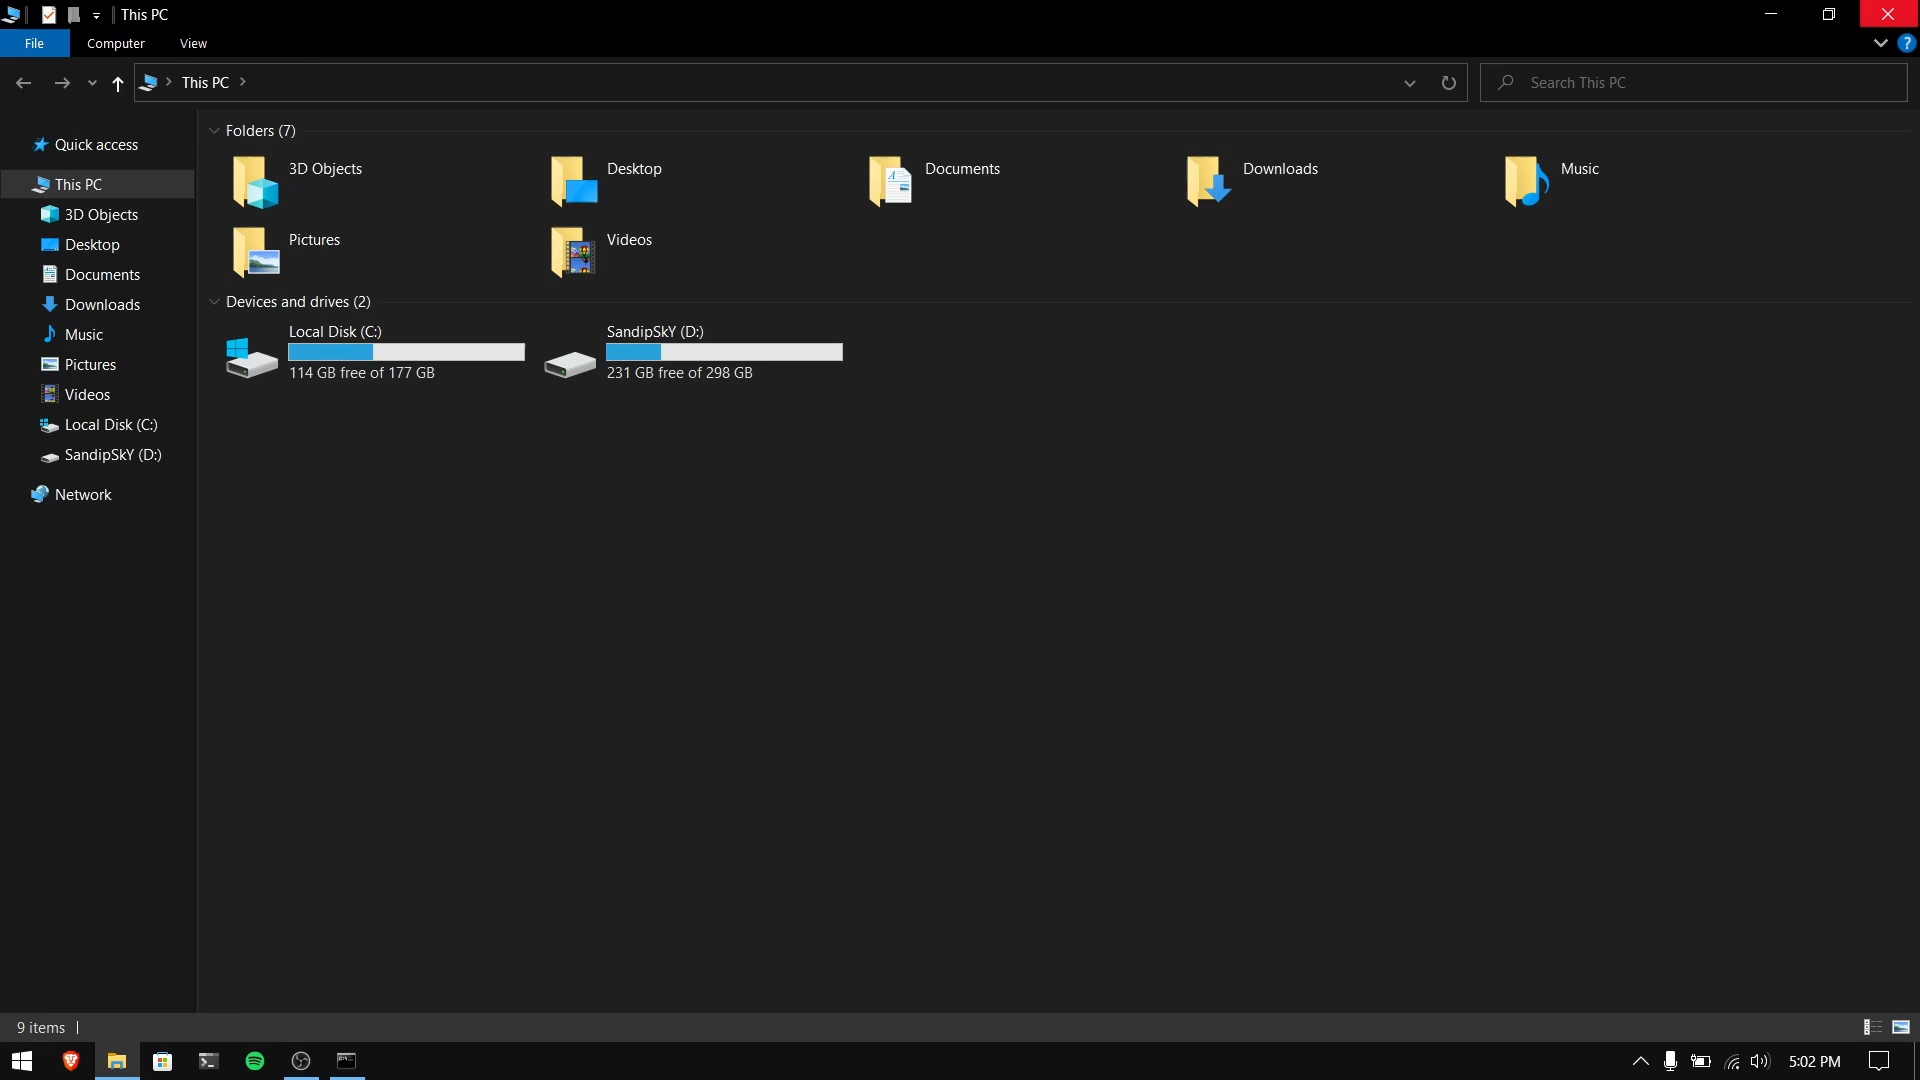 This PC
File
Computer
View
This PC
Search This PC
Quick access
This PC
3D Objects
Desktop
Documents
Downloads
Music
Pictures
Videos
Local Disk (C:)
SandipSkY (D:)
Network
Folders (7)
3D Objects
Desktop
Documents
Downloads
Music
Pictures
Videos
Devices and drives (2)
Local Disk (C:)
114 GB free of 177 GB
SandipSkY (D:)
231 GB free of 298 GB
9 items
5:02 PM